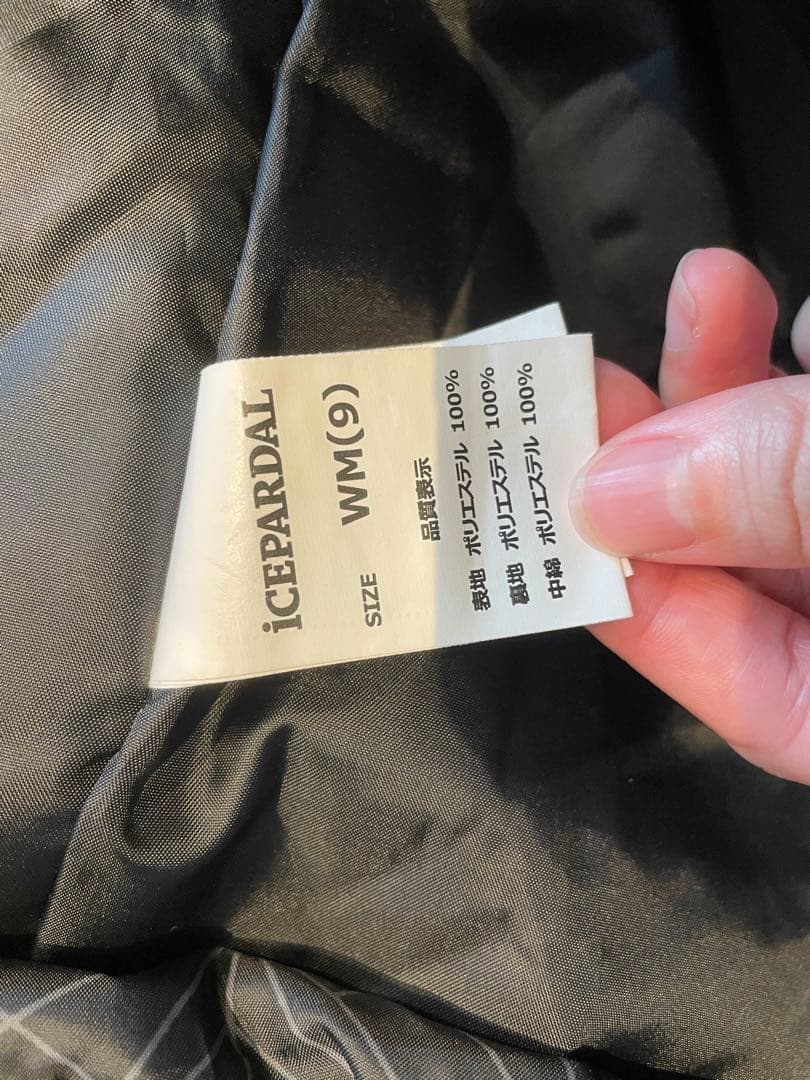 iCEPARDAL
SIZE WM(9)
品質表示
表地 ポリエステル 100%
裏地 ポリエステル 100%
中綿 ポリエステル 100%